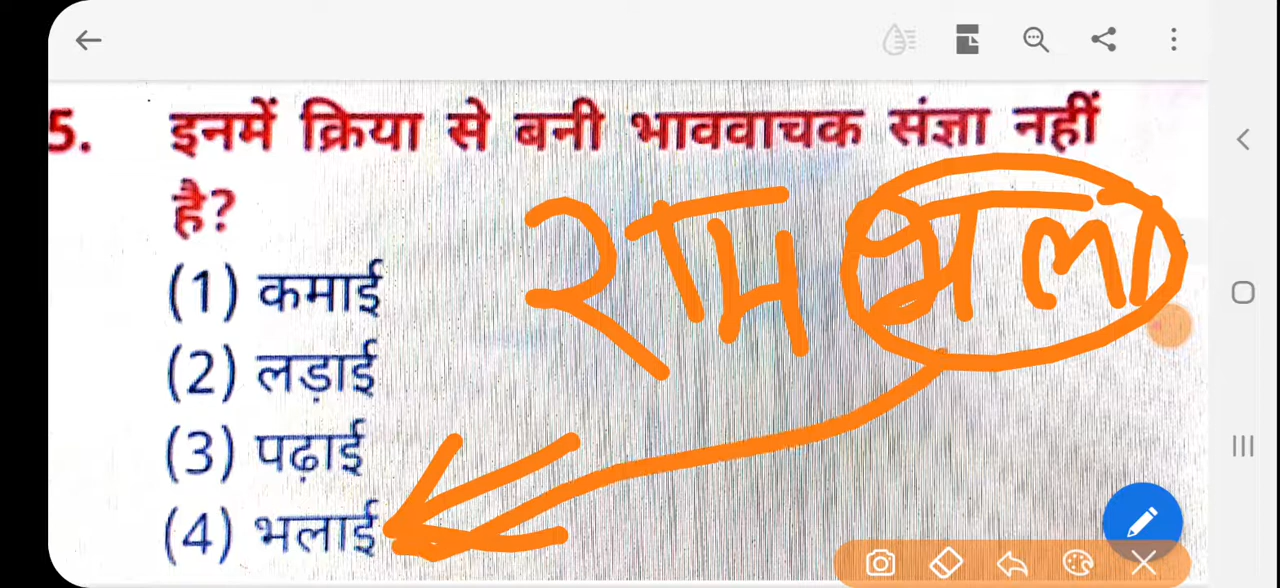 5. इनमें क्रिया से बनी भाववाचक संज्ञा नहीं
है?
राम भला
(1) कमाई
(2) लड़ाई
(3) पढ़ाई
(4) भलाई